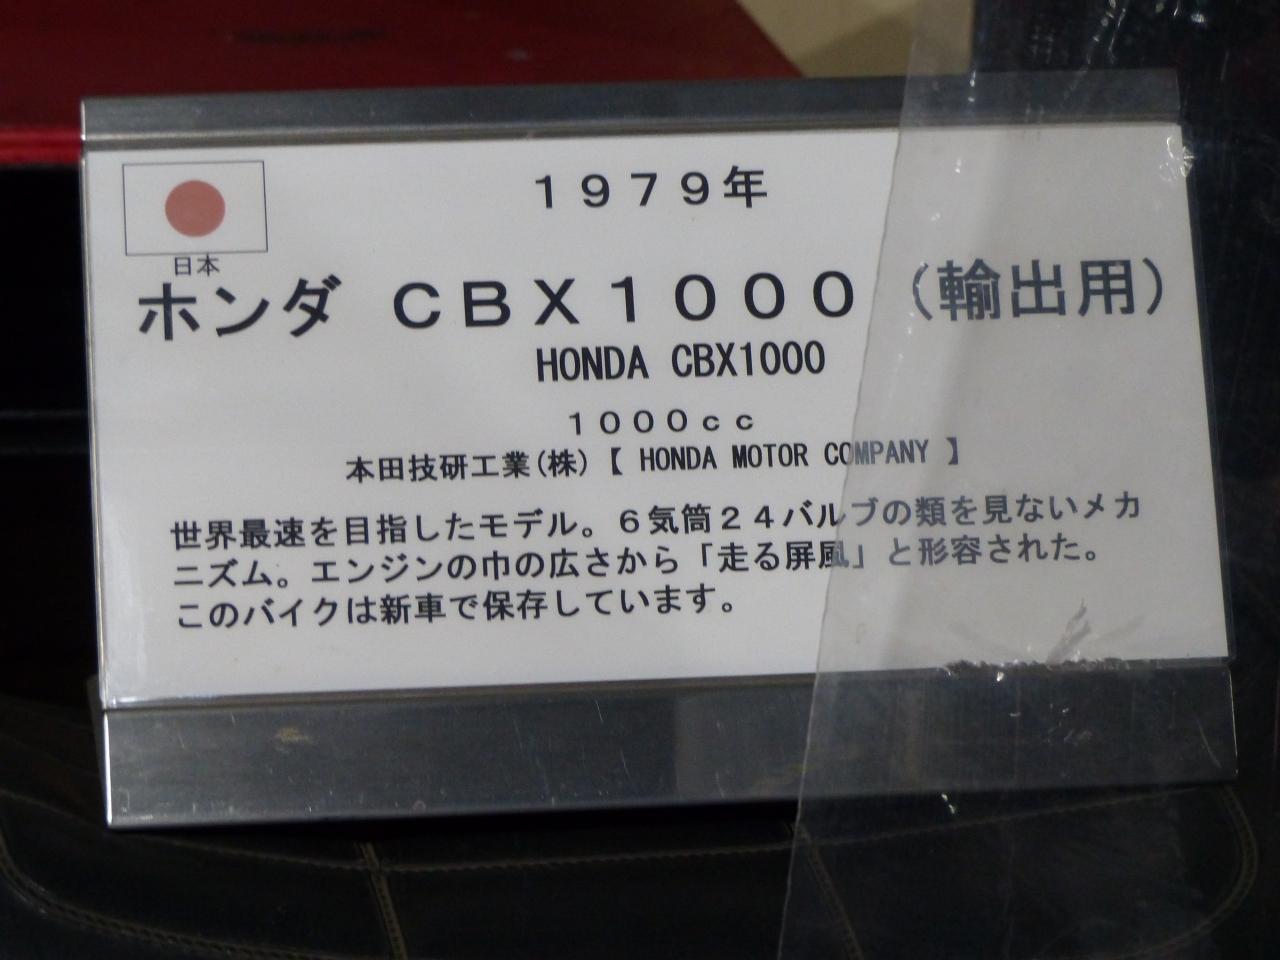 1979年
日本
ホンダ CBX1000（輸出用）
HONDA CBX1000
1000cc
本田技研工業(株)【 HONDA MOTOR COMPANY 】
世界最速を目指したモデル。6気筒24バルブの類を見ないメカ
ニズム。エンジンの巾の広さから「走る屏風」と形容された。
このバイクは新車で保存しています。